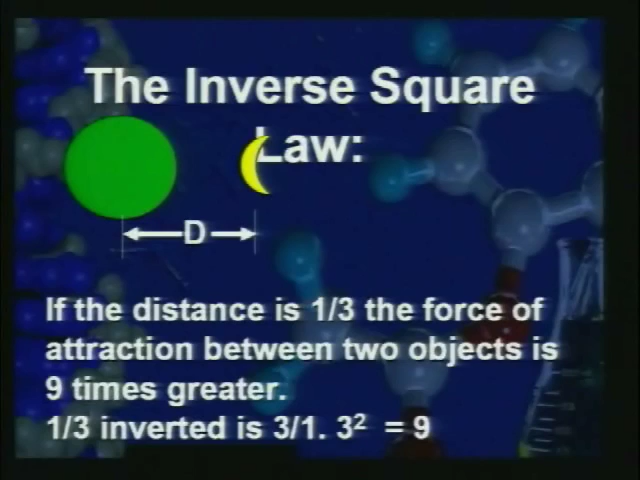 The Inverse Square
Law:
D
If the distance is 1/3 the force of
attraction between two objects is
9 times greater.
1/3 inverted is 3/1. 3² = 9